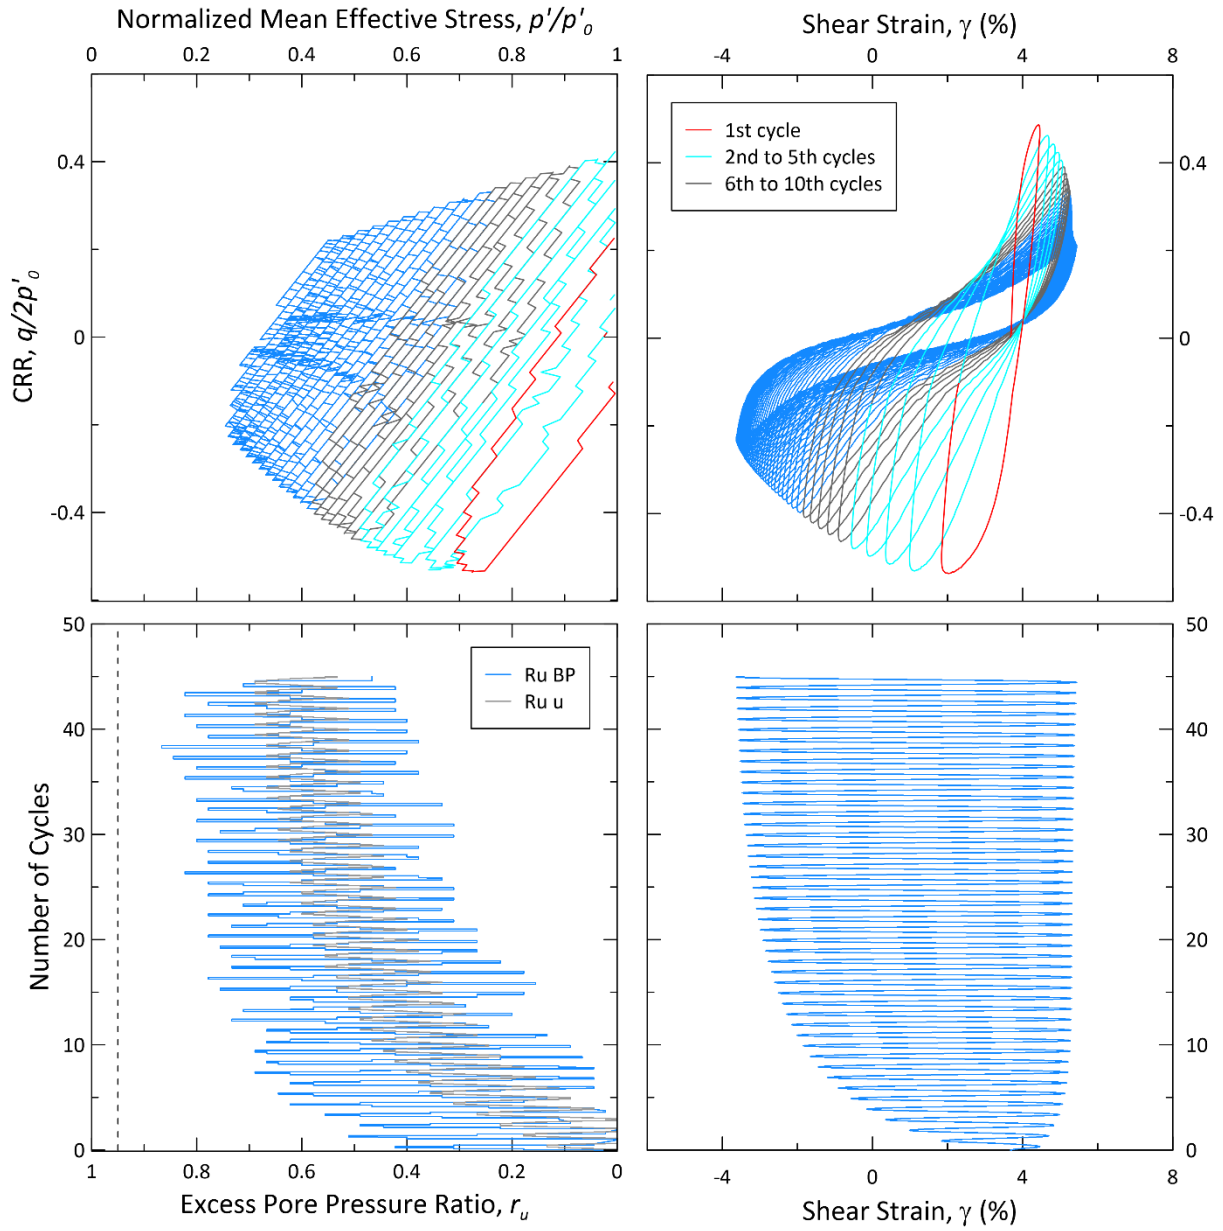 Normalized Mean Effective Stress, p'/p'₀
0 0.2 0.4 0.6 0.8 1
Shear Strain, γ (%)
-4 0 4 8
CRR, q/2p'₀
0.4
0
-0.4
1st cycle
2nd to 5th cycles
6th to 10th cycles
0.4
0
-0.4
Number of Cycles
50
40
30
20
10
0
Ru BP
Ru u
50
40
30
20
10
0
1 0.8 0.6 0.4 0.2 0
Excess Pore Pressure Ratio, rᵤ
-4 0 4 8
Shear Strain, γ (%)